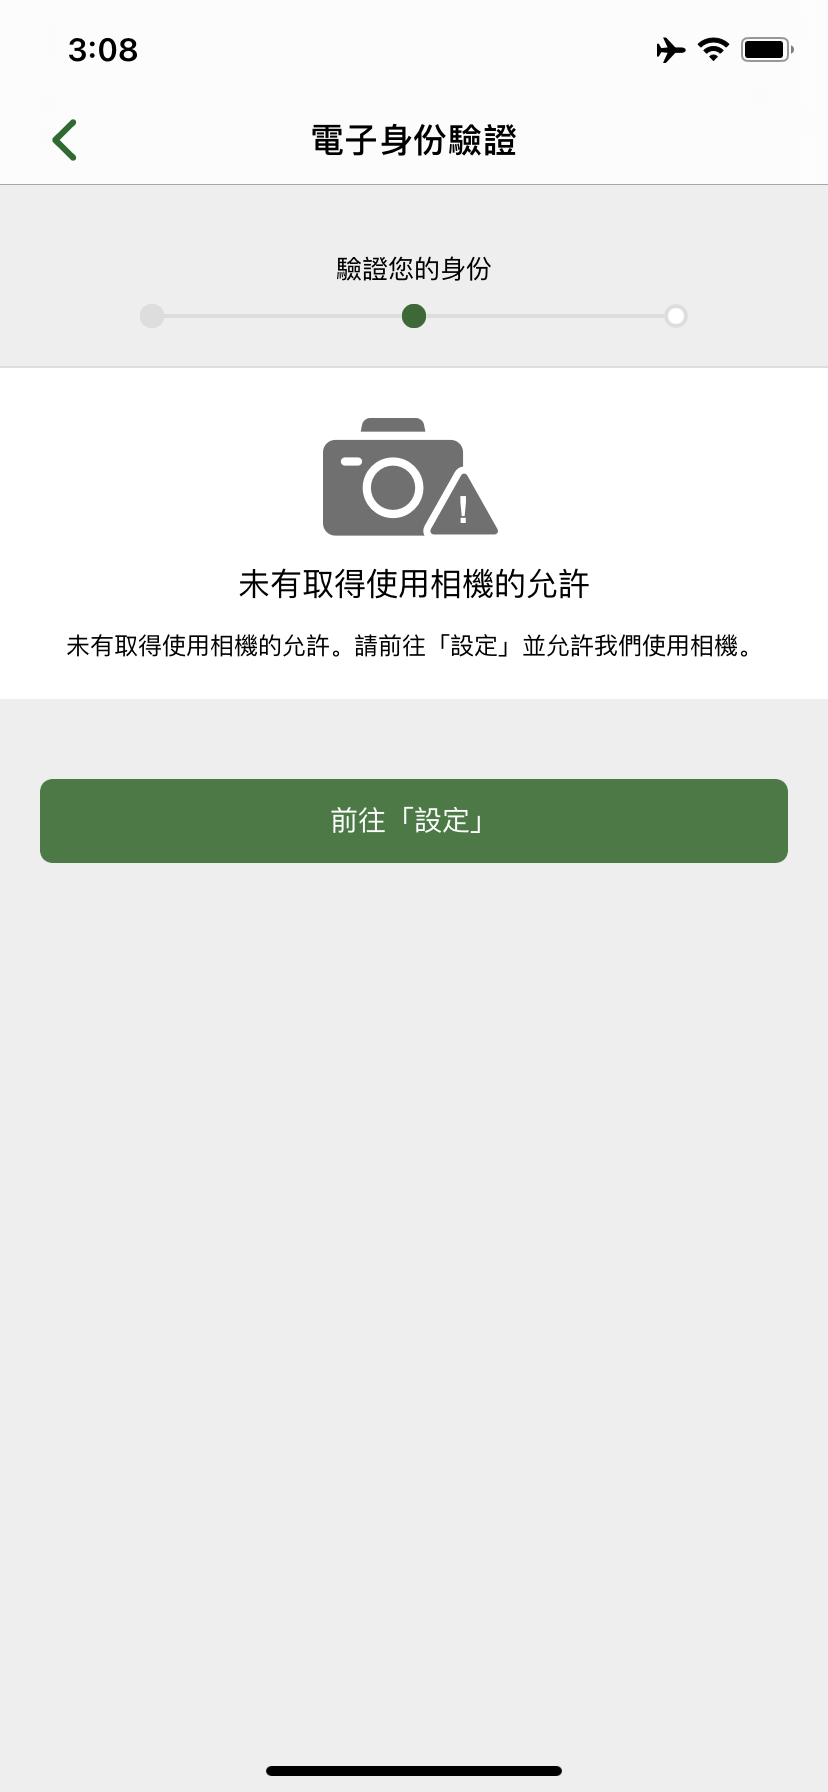 3:08
電子身份驗證
驗證您的身份
未有取得使用相機的允許
未有取得使用相機的允許。請前往「設定」並允許我們使用相機。
前往「設定」